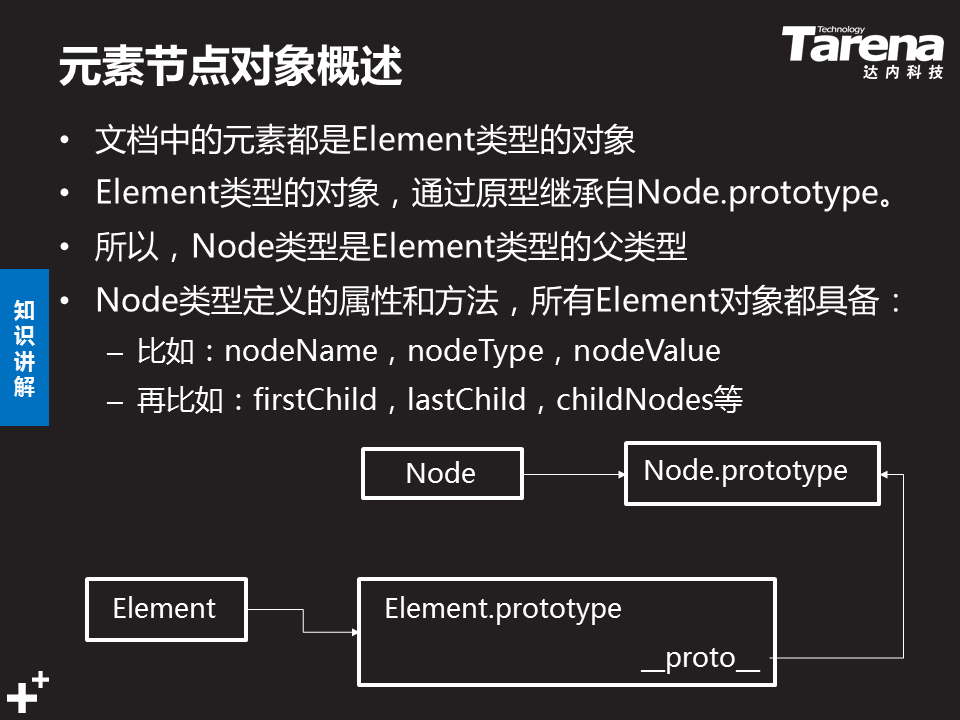 元素节点对象概述
Technology
Tarena
达内科技
• 文档中的元素都是Element类型的对象
• Element类型的对象，通过原型继承自Node.prototype。
• 所以，Node类型是Element类型的父类型
• Node类型定义的属性和方法，所有Element对象都具备：
– 比如：nodeName，nodeType，nodeValue
– 再比如：firstChild，lastChild，childNodes等
知识讲解
Node
Node.prototype
Element
Element.prototype
__proto__